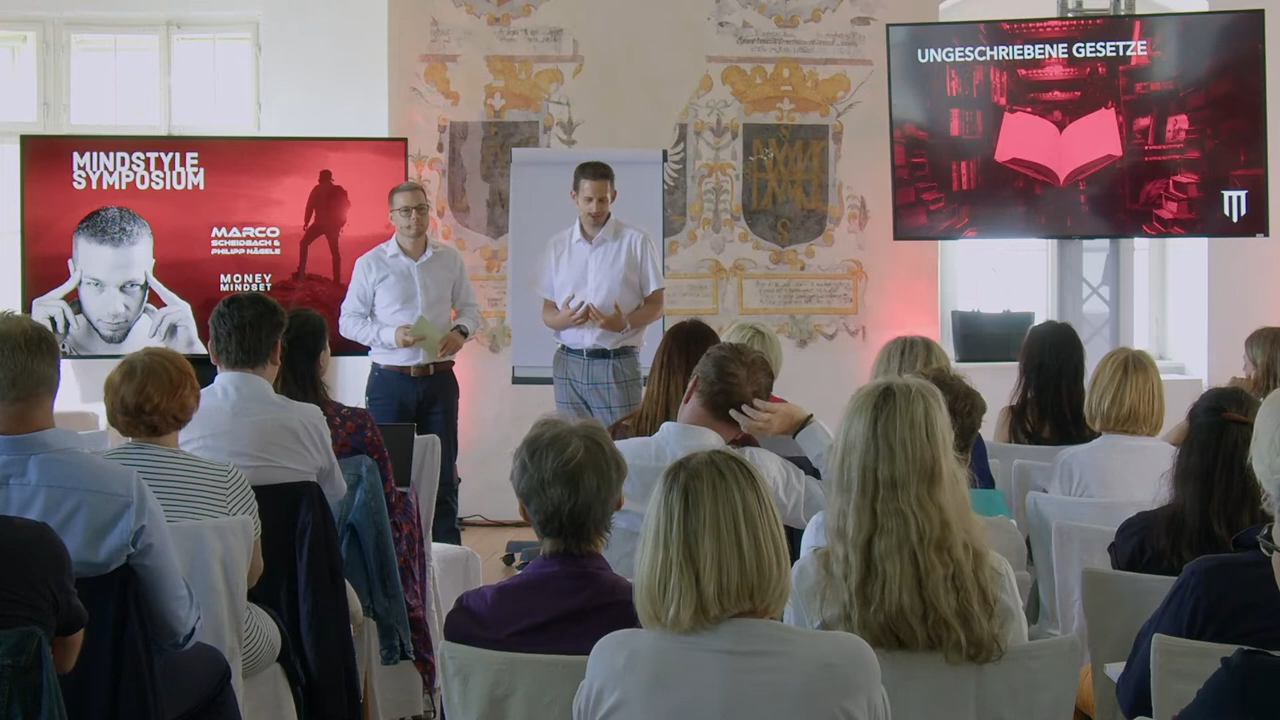 MINDSTYLE
SYMPOSIUM
MARCO
SCHEIDBACH &
PHILIPP NÄGELE
MONEY
MINDSET
UNGESCHRIEBENE GESETZE